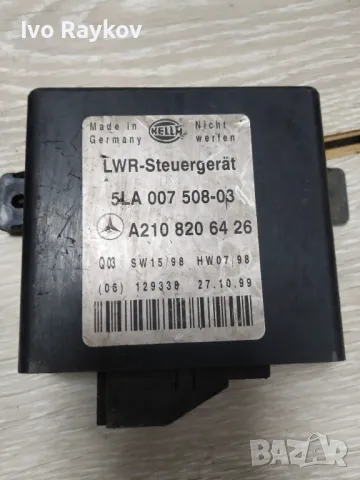 Ivo Raykov
Made in Germany
HELLA
Nicht werfen
LWR-Steuergerät
5LA 007 508-03
A210 820 64 26
Q03 SW15/98 HW07/98
(06) 129338 27.10.99
BAZAR